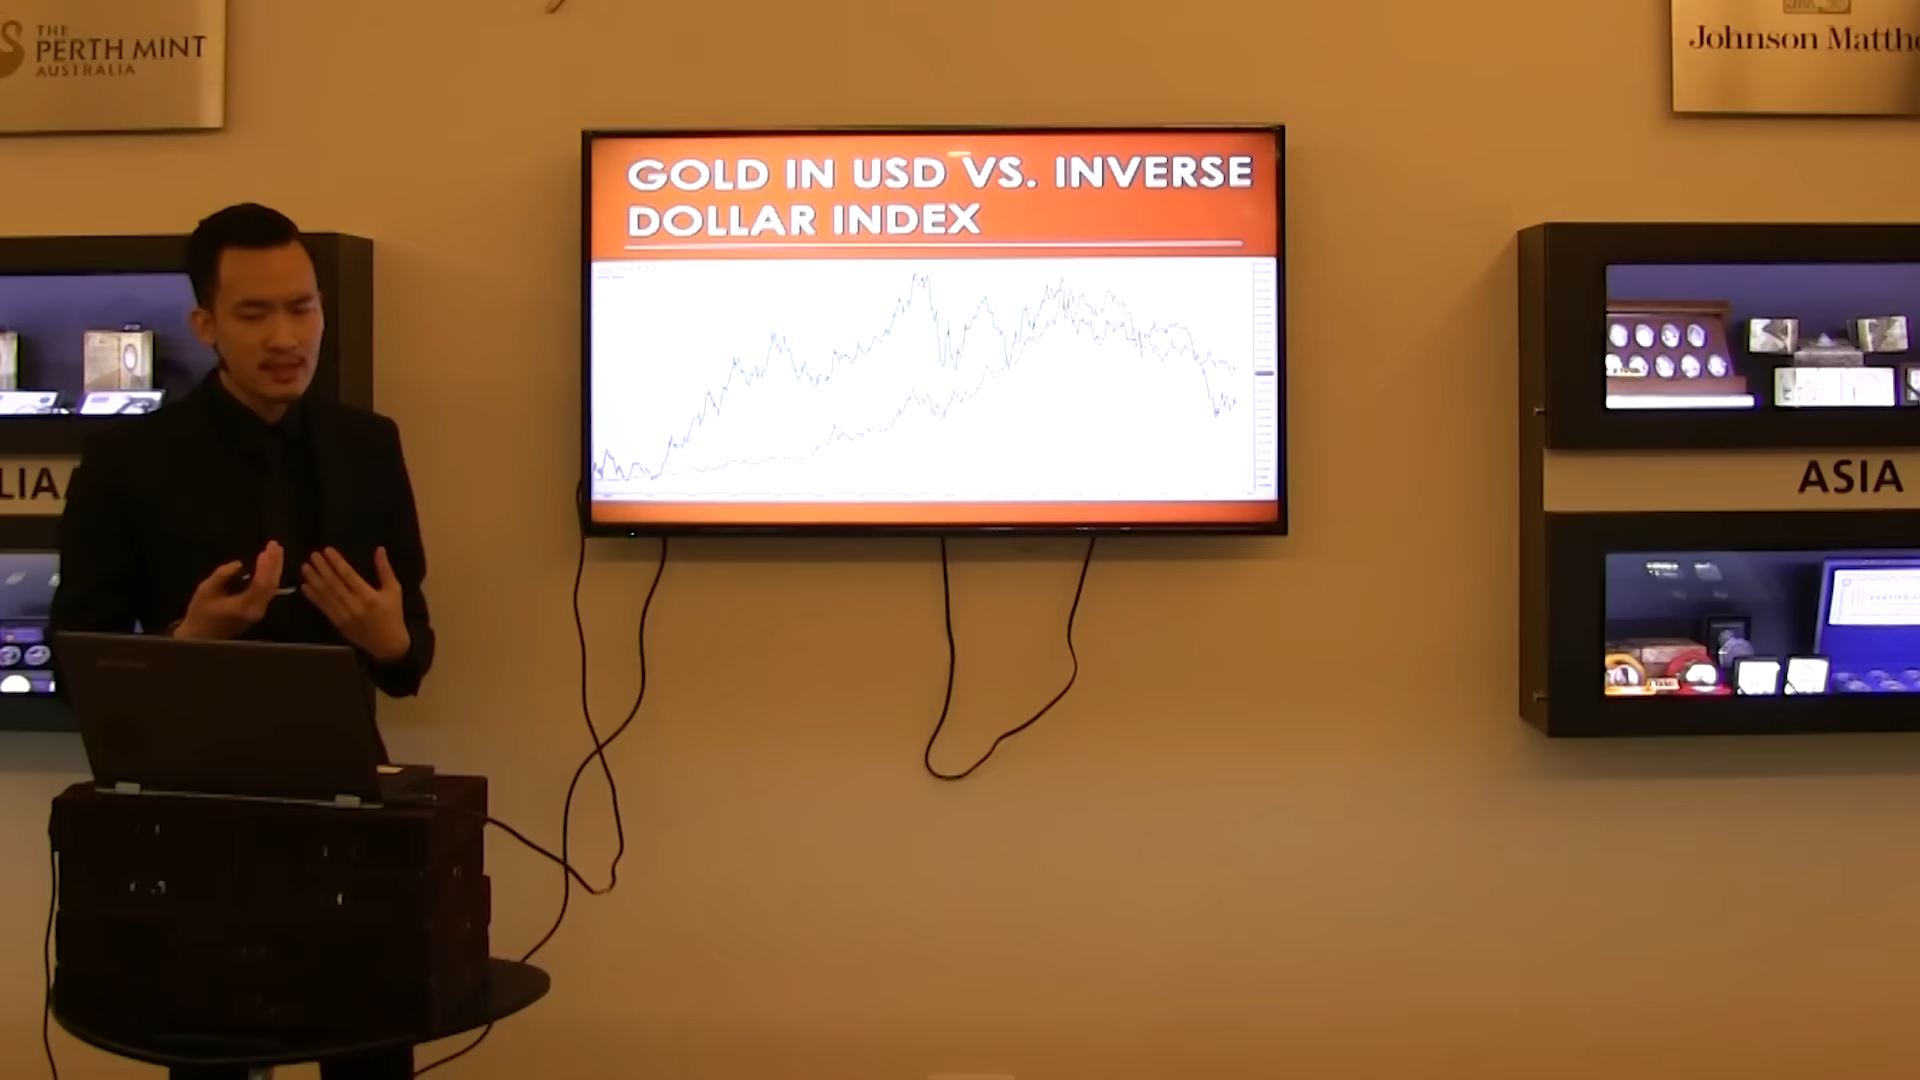 THE
PERTH MINT
AUSTRALIA
Johnson Matthe
GOLD IN USD VS. INVERSE
DOLLAR INDEX
LIA
ASIA